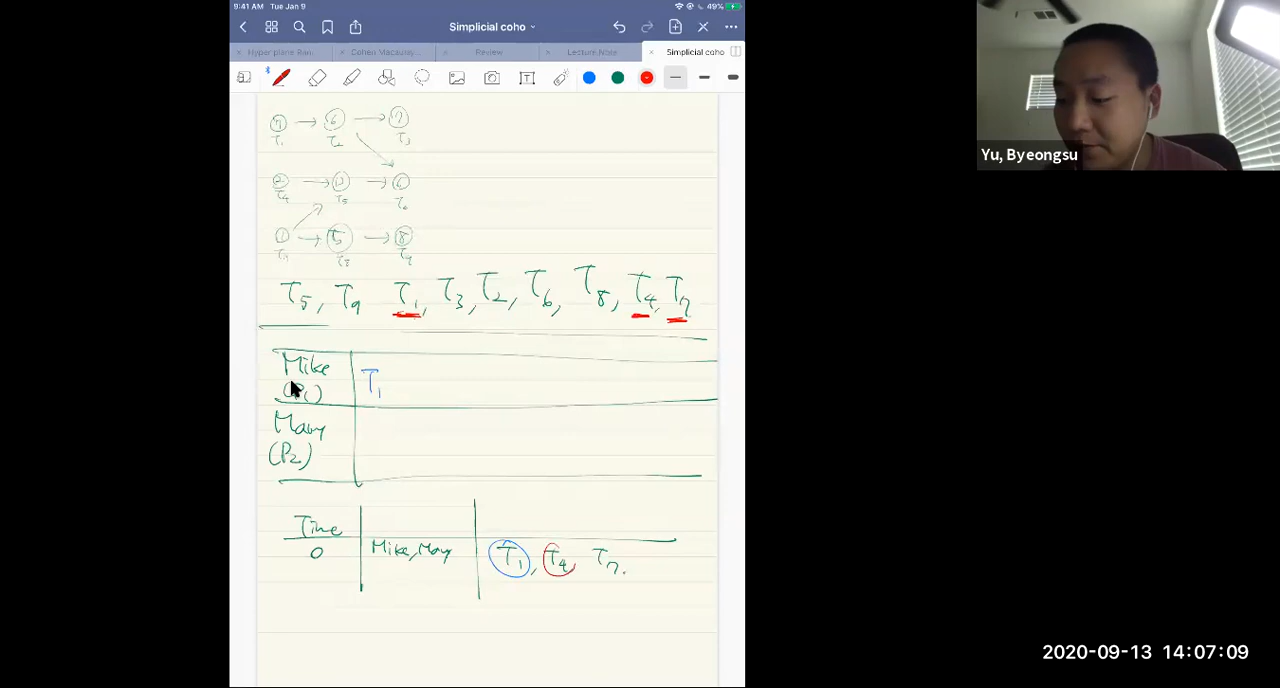 9:41 AM Tue Jan 9
49%
Simplicial coho
Hyper plane Ran...
Cohen Macaulay...
Review
Lecture-Note
Simplicial coho
Yu, Byeongsu
6
T1
T2
T3
T4
T5
T6
8
T8
T9
T5, T9 T1, T3, T2, T6, T8, T4, T7
Mike
(P1)
T1
Mary
(P2)
Time
0
Mike, Mary
T1, T4, T7.
2020-09-13 14:07:09